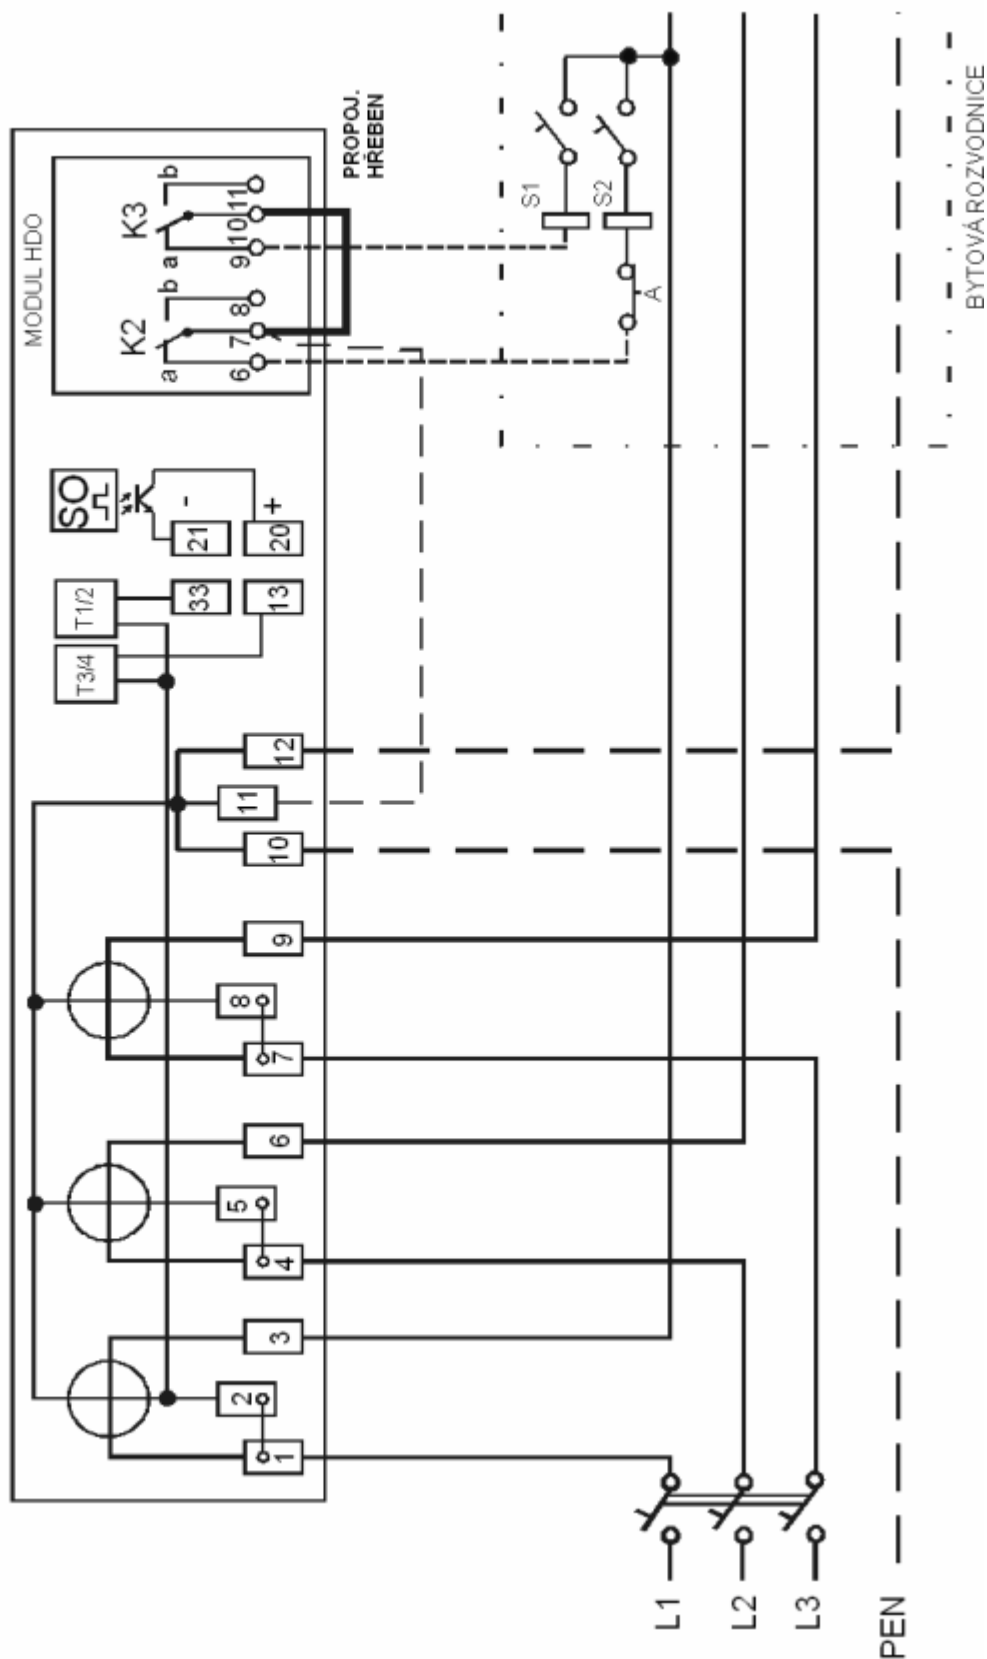 MODUL HDO
K2
K3
a
b
a
b
6
7
8
9
10
11
PROPOJ.
HŘEBEN
SO
T1/2
T3/4
-
+
21
20
33
13
1
2
3
4
5
6
7
8
9
10
11
12
S1
S2
A
BYTOVÁ ROZVODNICE
L1
L2
L3
PEN